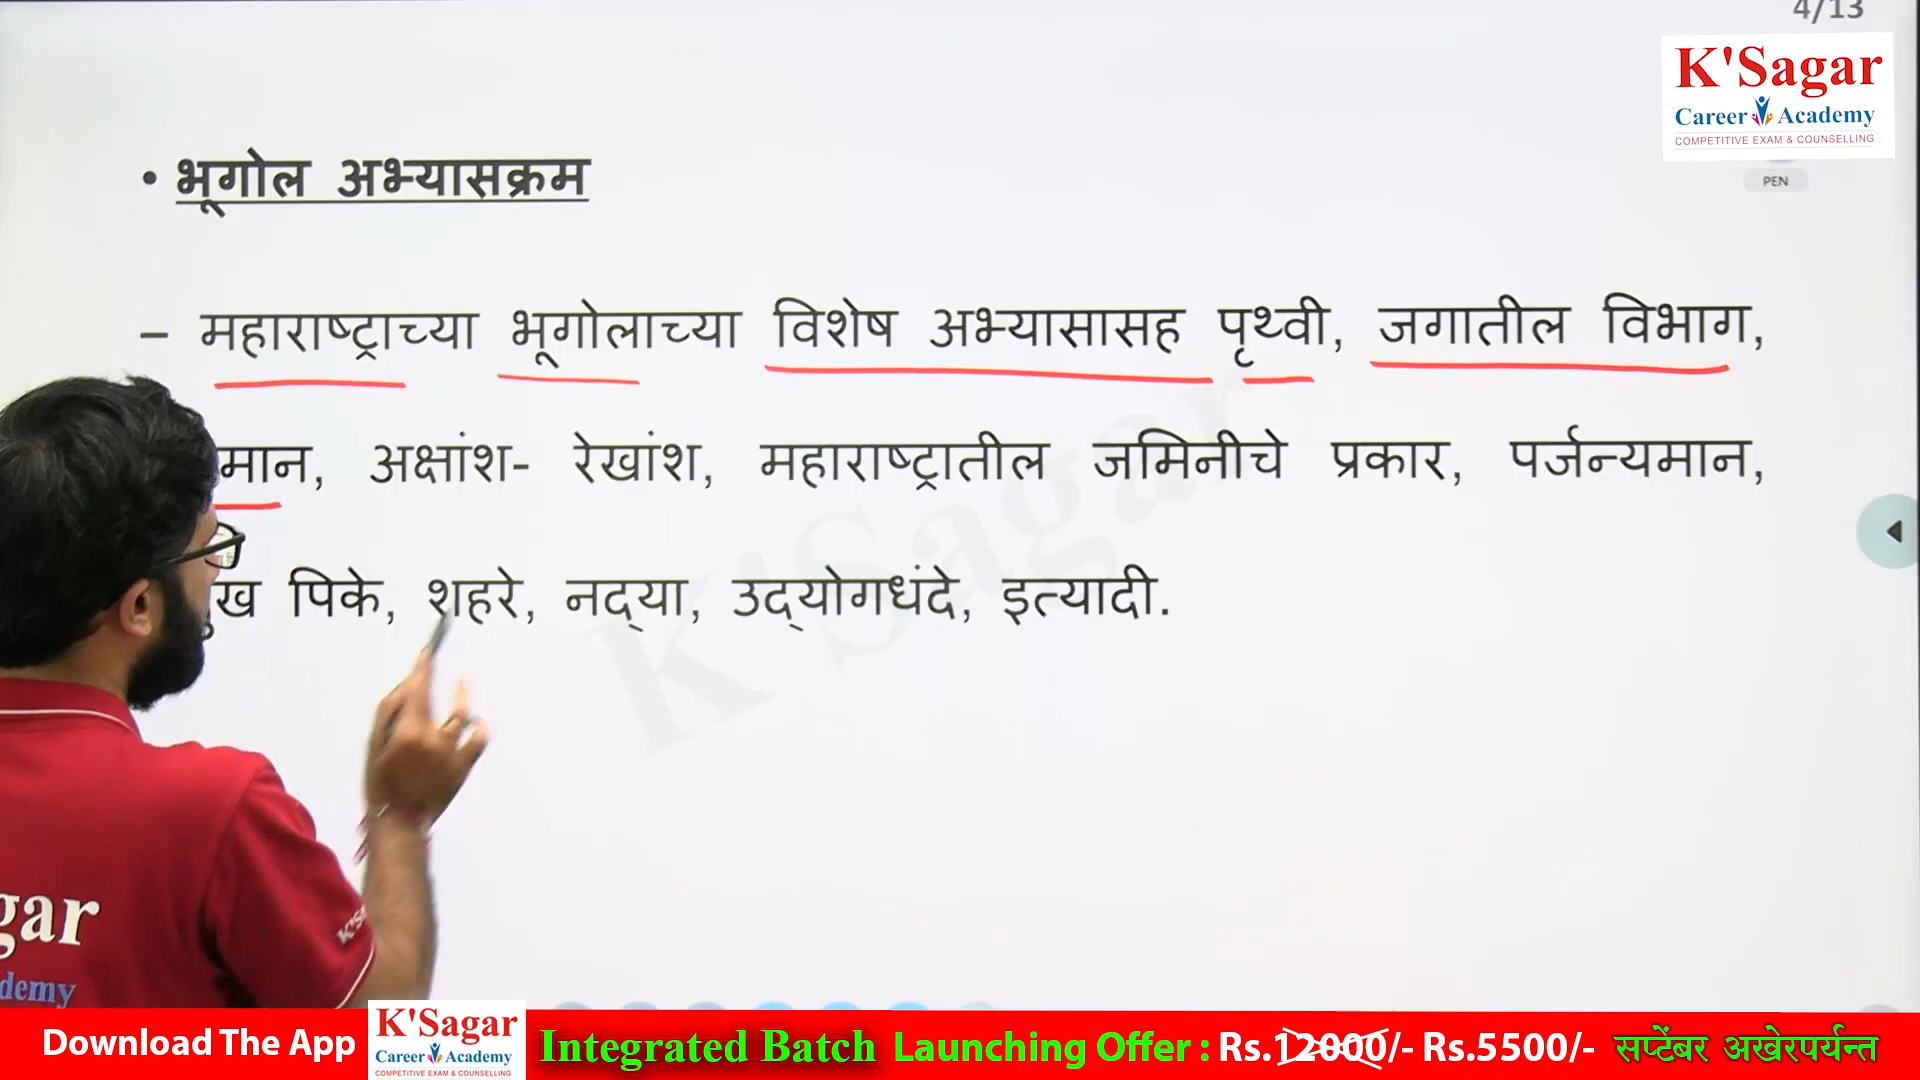 4/13
K'Sagar
Career Academy
COMPETITIVE EXAM & COUNSELLING
PEN
• भूगोल अभ्यासक्रम
– महाराष्ट्राच्या भूगोलाच्या विशेष अभ्यासासह पृथ्वी, जगातील विभाग,
मान, अक्षांश- रेखांश, महाराष्ट्रातील जमिनीचे प्रकार, पर्जन्यमान,
ख पिके, शहरे, नद्‌या, उद्‌योगधंदे, इत्यादी.
K'Sagar
gar
demy
K'S
Download The App
K'Sagar
Career Academy
COMPETITIVE EXAM & COUNSELLING
Integrated Batch Launching Offer : Rs.12000/- Rs.5500/- सप्टेंबर अखेरपर्यन्त